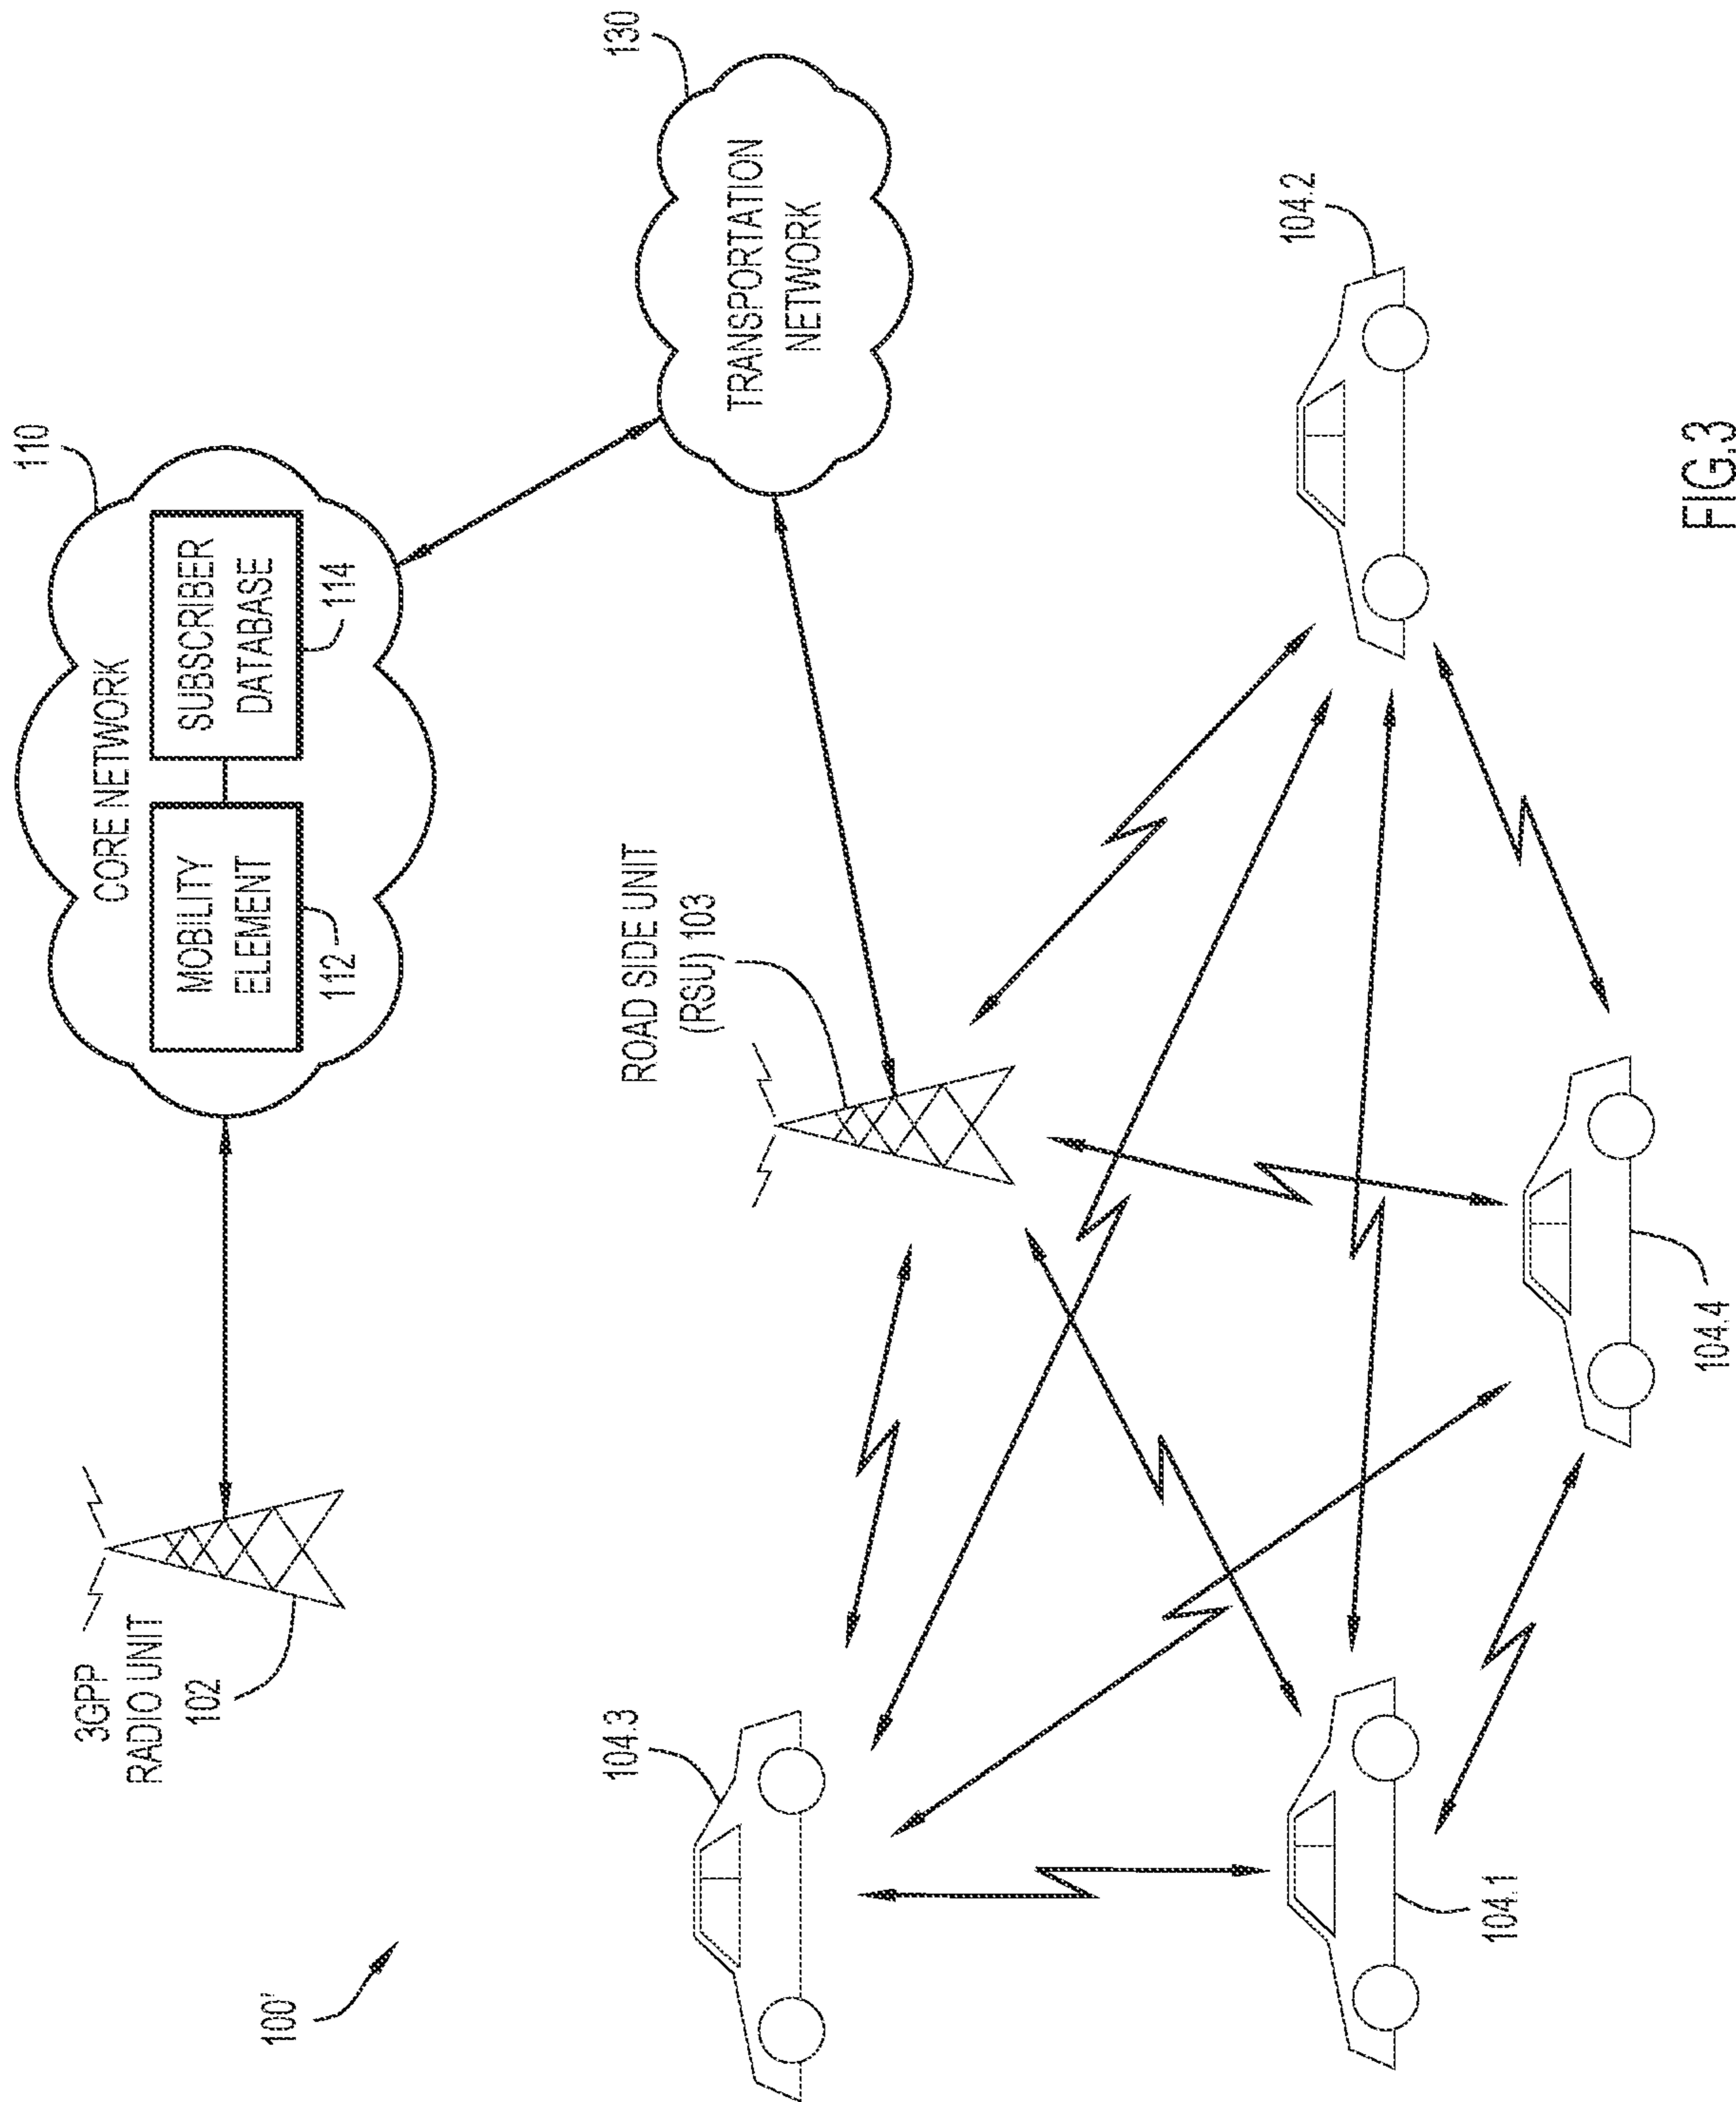 100'
3GPP
RADIO UNIT
102
CORE NETWORK
110
MOBILITY
ELEMENT
112
SUBSCRIBER
DATABASE
114
130
TRANSPORTATION
NETWORK
ROAD SIDE UNIT
(RSU) 103
104.3
104.2
104.1
104.4
FIG.3